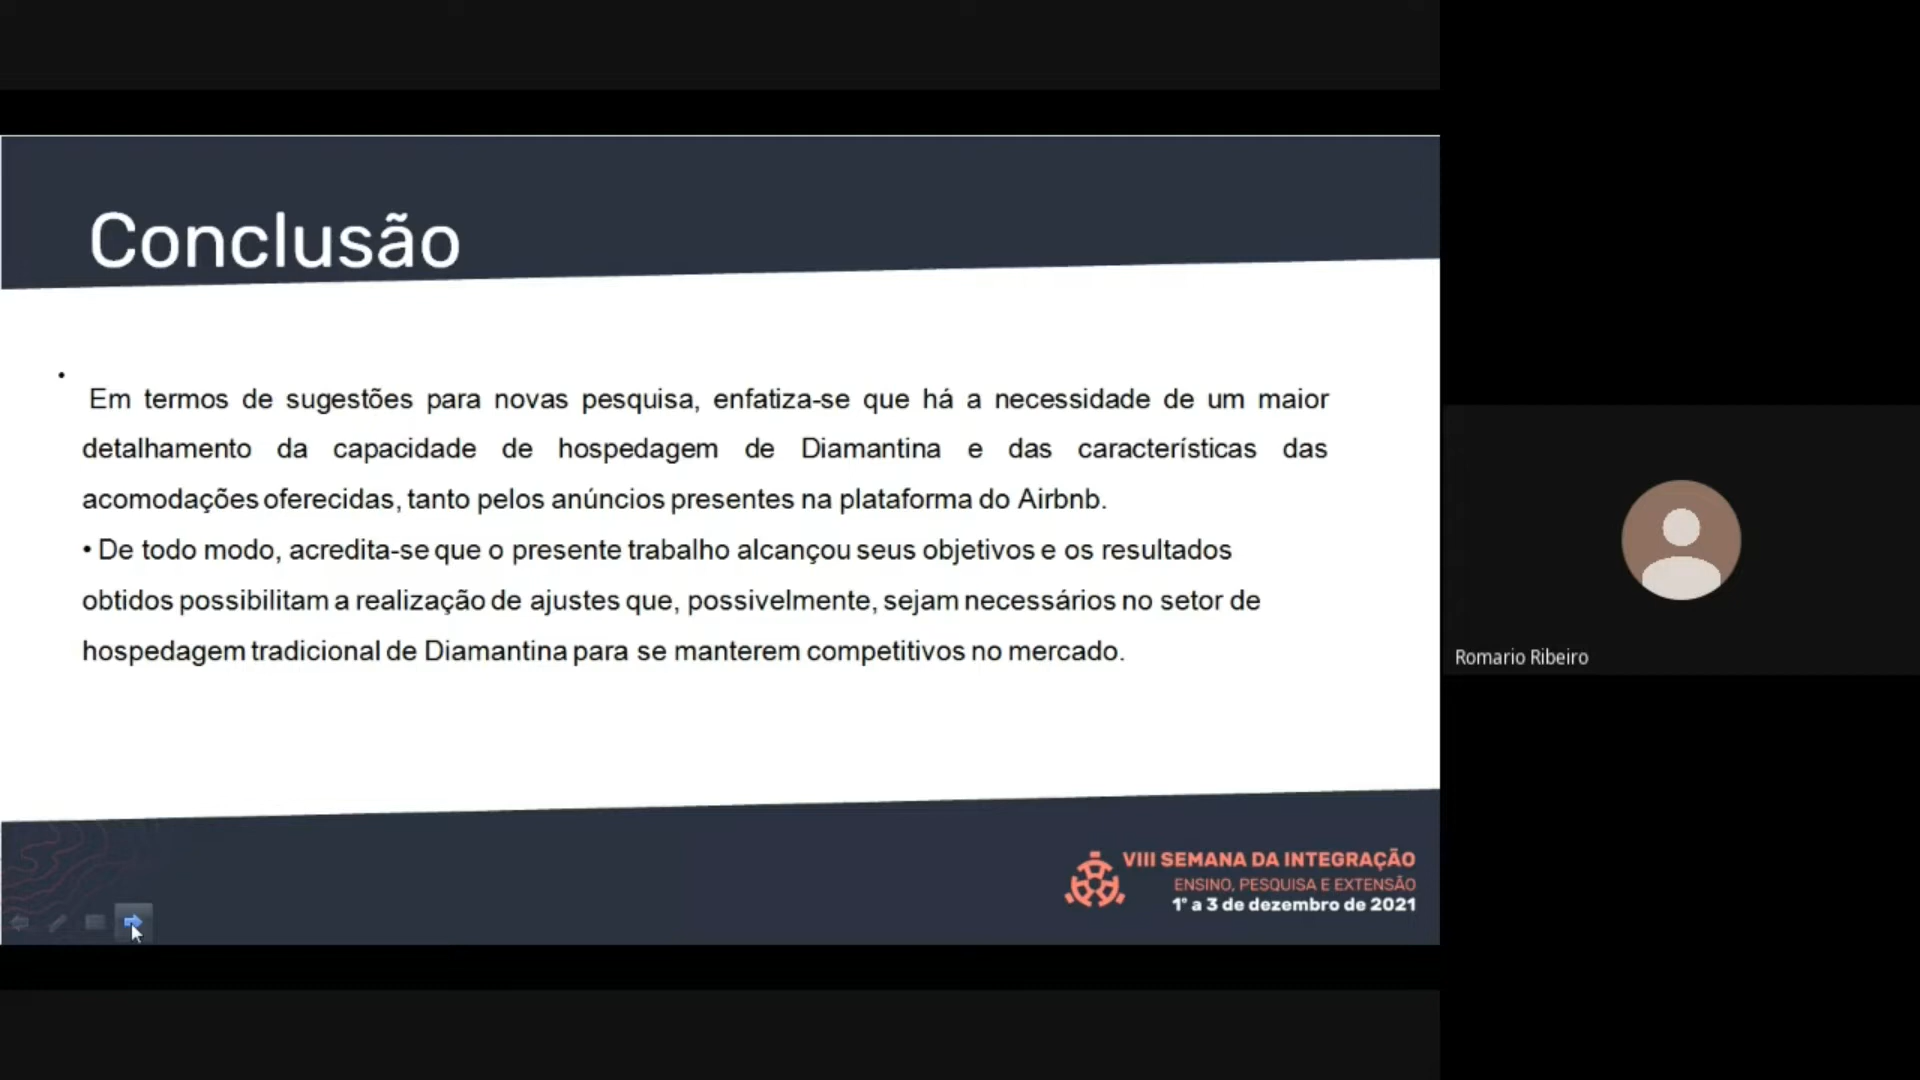 Conclusão
•
Em termos de sugestões para novas pesquisa, enfatiza-se que há a necessidade de um maior
detalhamento da capacidade de hospedagem de Diamantina e das características das
acomodações oferecidas, tanto pelos anúncios presentes na plataforma do Airbnb.
• De todo modo, acredita-se que o presente trabalho alcançou seus objetivos e os resultados
obtidos possibilitam a realização de ajustes que, possivelmente, sejam necessários no setor de
hospedagem tradicional de Diamantina para se manterem competitivos no mercado.
Romario Ribeiro
VIII SEMANA DA INTEGRAÇÃO
ENSINO, PESQUISA E EXTENSÃO
1° a 3 de dezembro de 2021